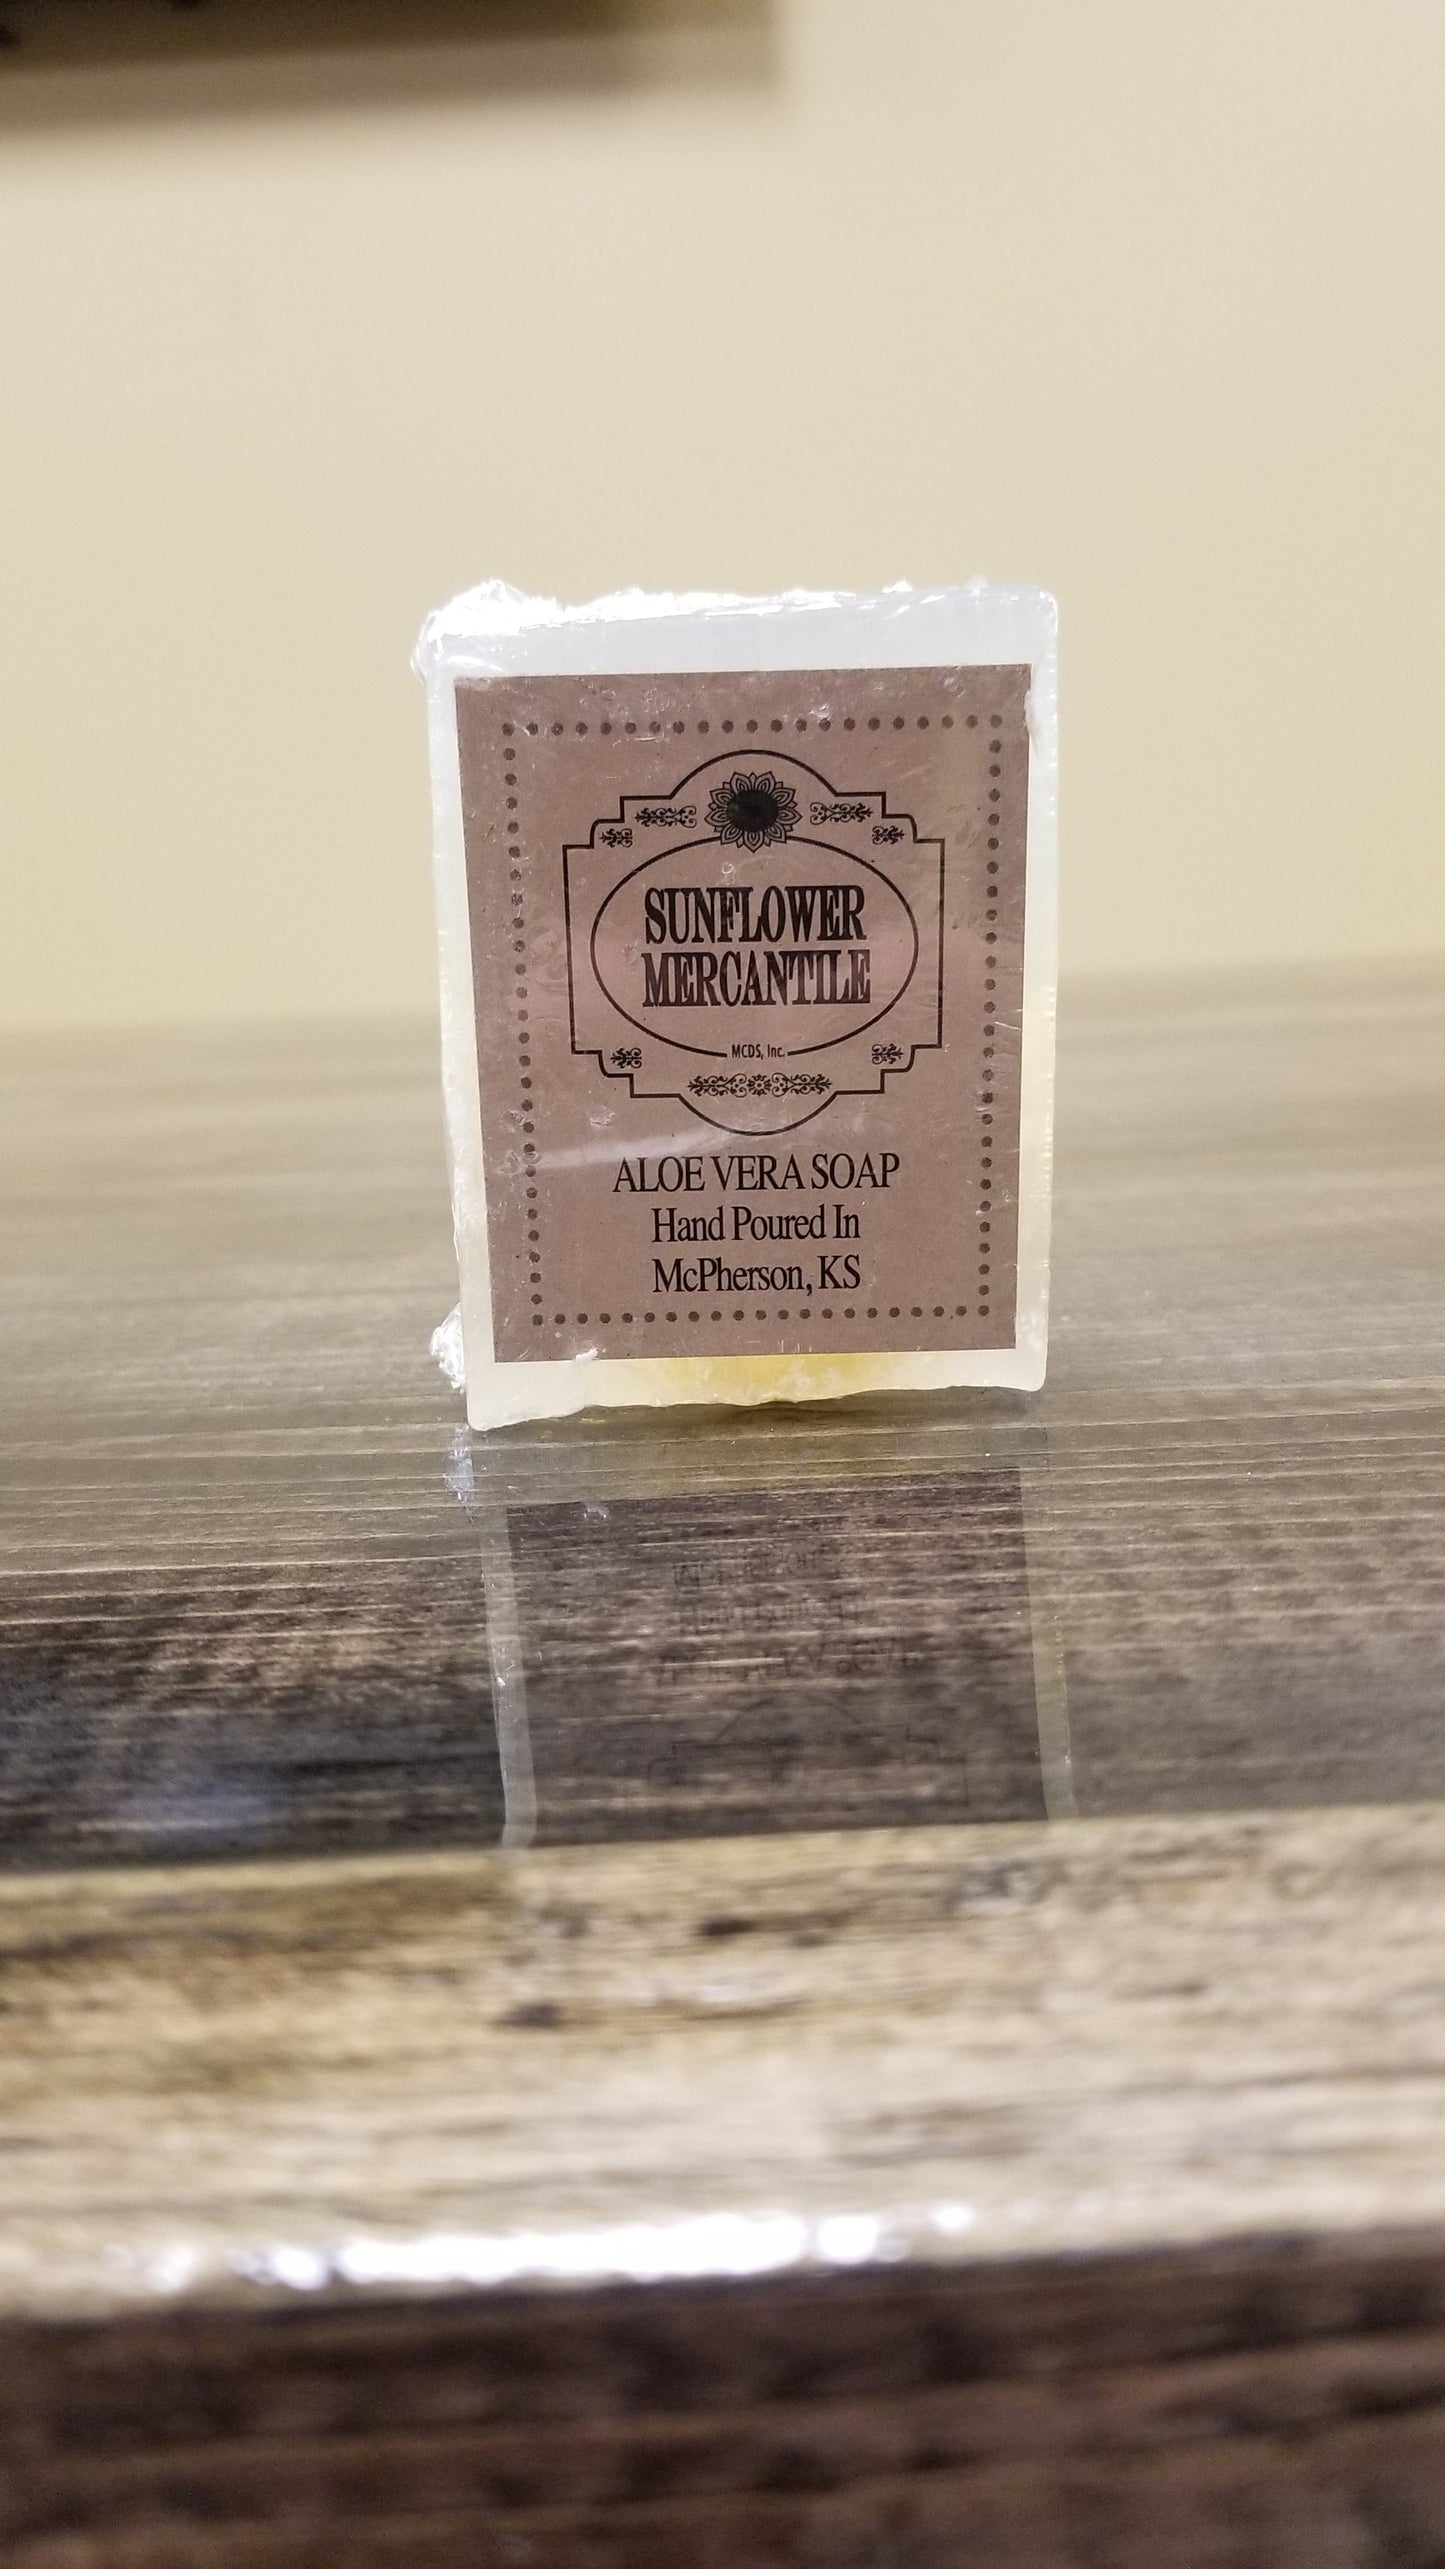 SUNFLOWER
MERCANTILE
MCDS, Inc.
ALOE VERA SOAP
Hand Poured In
McPherson, KS